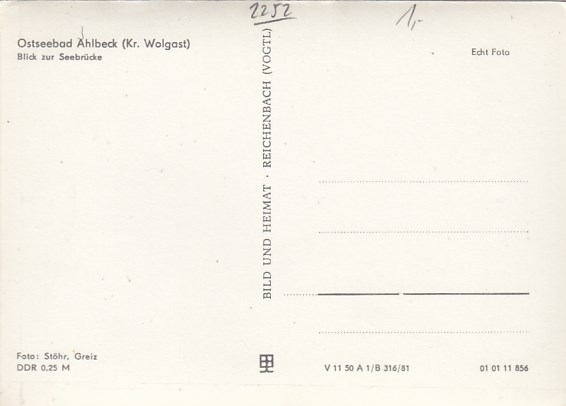 2252
1,-
Ostseebad Ahlbeck (Kr. Wolgast)
Blick zur Seebrücke
Echt Foto
BILD UND HEIMAT · REICHENBACH (VOGTL)
Foto: Stöhr, Greiz
DDR 0,25 M
V 11 50 A 1/B 316/81
01 01 11 856